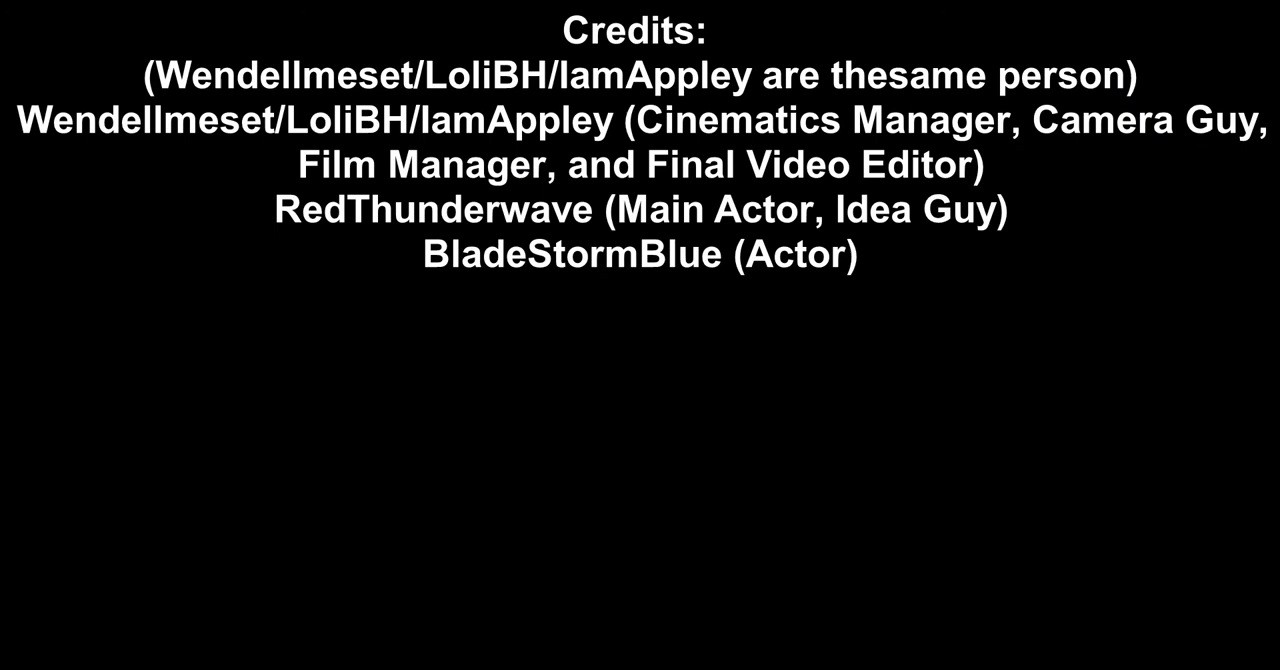 Credits:
(Wendellmeset/LoliBH/IamAppley are thesame person)
Wendellmeset/LoliBH/IamAppley (Cinematics Manager, Camera Guy,
Film Manager, and Final Video Editor)
RedThunderwave (Main Actor, Idea Guy)
BladeStormBlue (Actor)